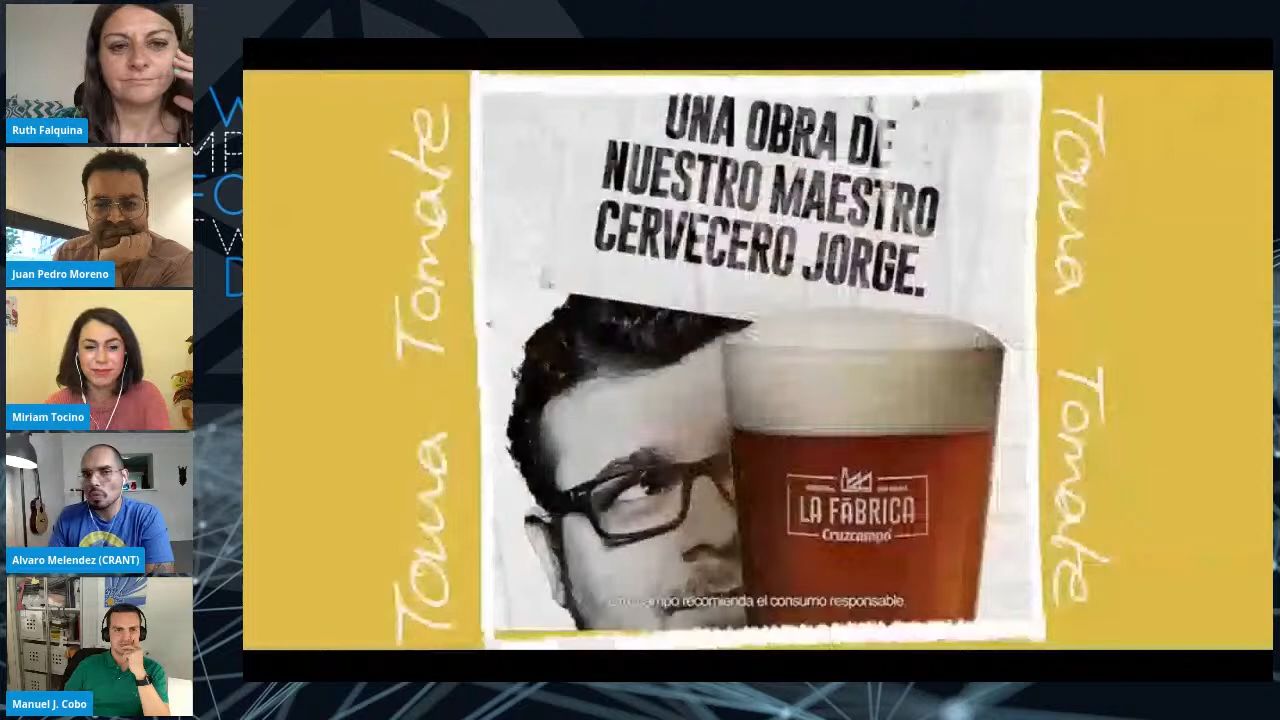 Ruth Falquina
Juan Pedro Moreno
Miriam Tocino
Alvaro Melendez (CRANT)
Manuel J. Cobo
Toma Tomate
UNA OBRA DE
NUESTRO MAESTRO
CERVECERO JORGE.
LA FÁBRICA
Cruzcampo
recomienda el consumo responsable.
Toma Tomate